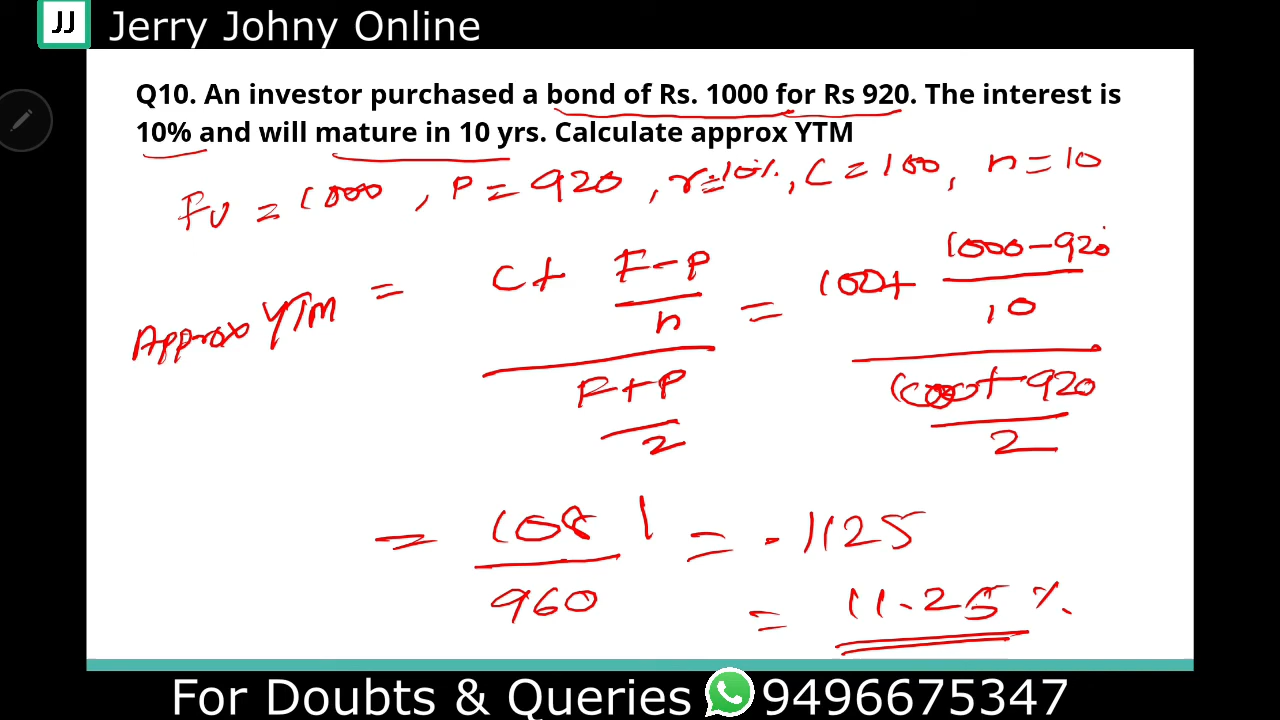 JJ Jerry Johny Online
Q10. An investor purchased a bond of Rs. 1000 for Rs 920. The interest is
10% and will mature in 10 yrs. Calculate approx YTM
FV = 1000 , P = 920 , r = 10% , C = 100 , n = 10
Approx YTM = C + F - P / n = 100 + 1000 - 920 / 10
F + P / 2 1000 + 920 / 2
= 108 / 960 = .1125
= 11.25 %
For Doubts & Queries 9496675347